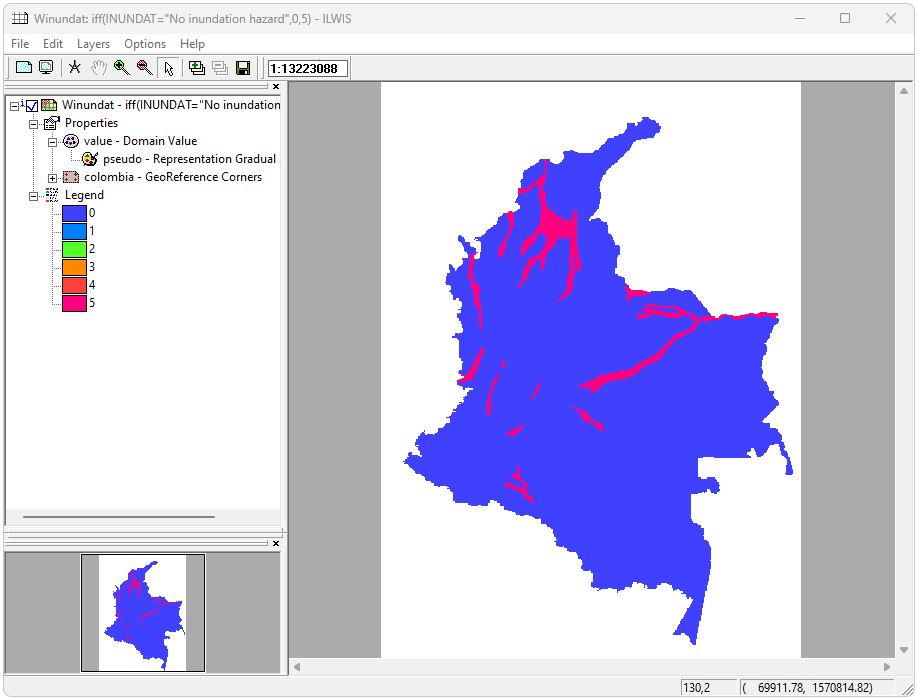 Winundat: iff(INUNDAT="No inundation hazard",0,5) - ILWIS
File Edit Layers Options Help
1:13223088
Winundat - iff(INUNDAT="No inundation
Properties
value - Domain Value
pseudo - Representation Gradual
colombia - GeoReference Corners
Legend
0
1
2
3
4
5
130,2 ( 69911.78, 1570814.82)